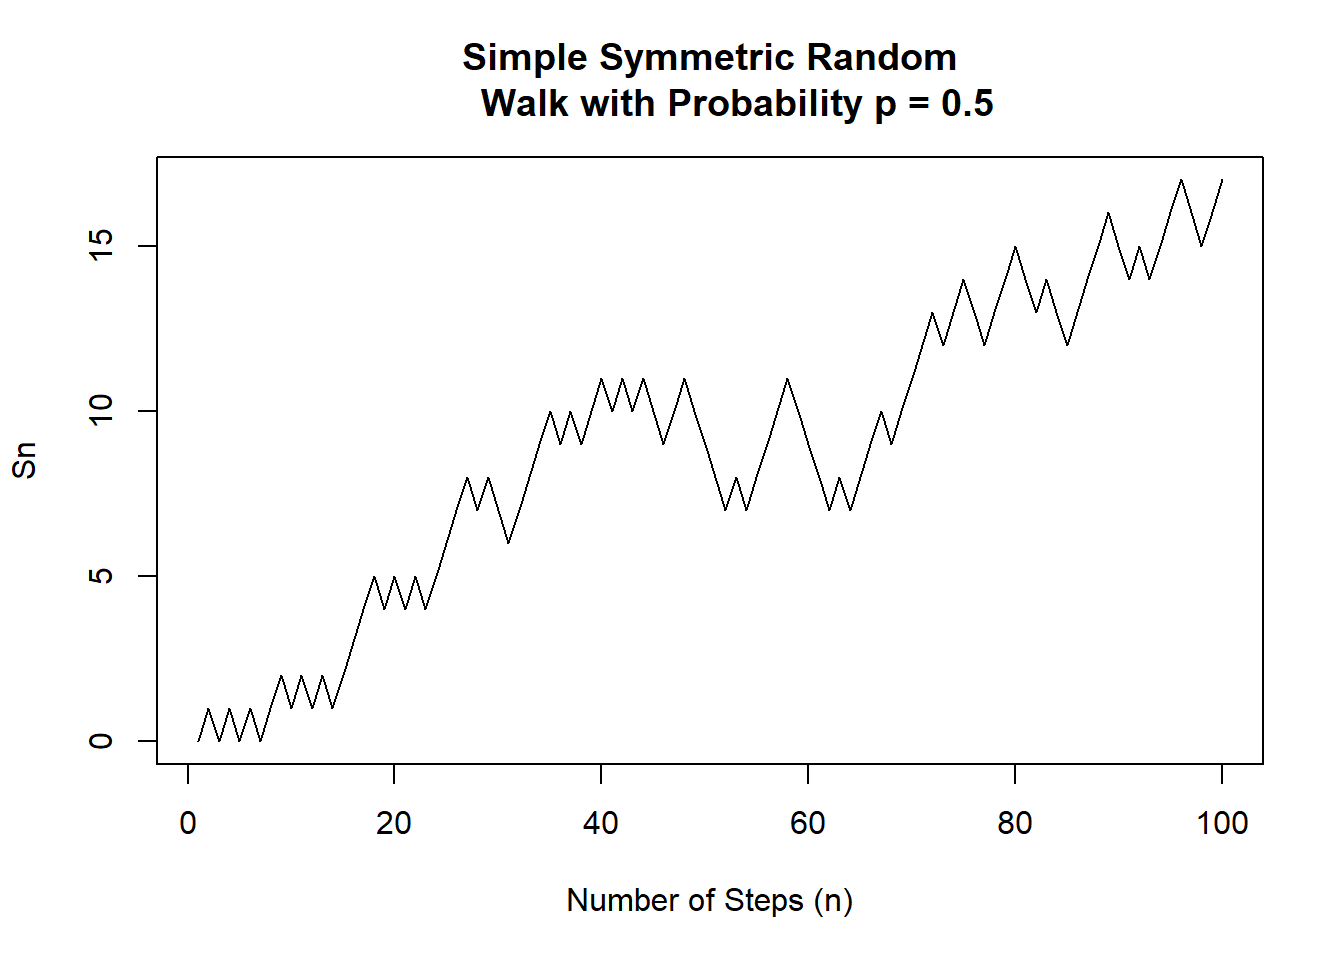 Simple Symmetric Random
Walk with Probability p = 0.5
Sn
15
10
5
0
0 20 40 60 80 100
Number of Steps (n)